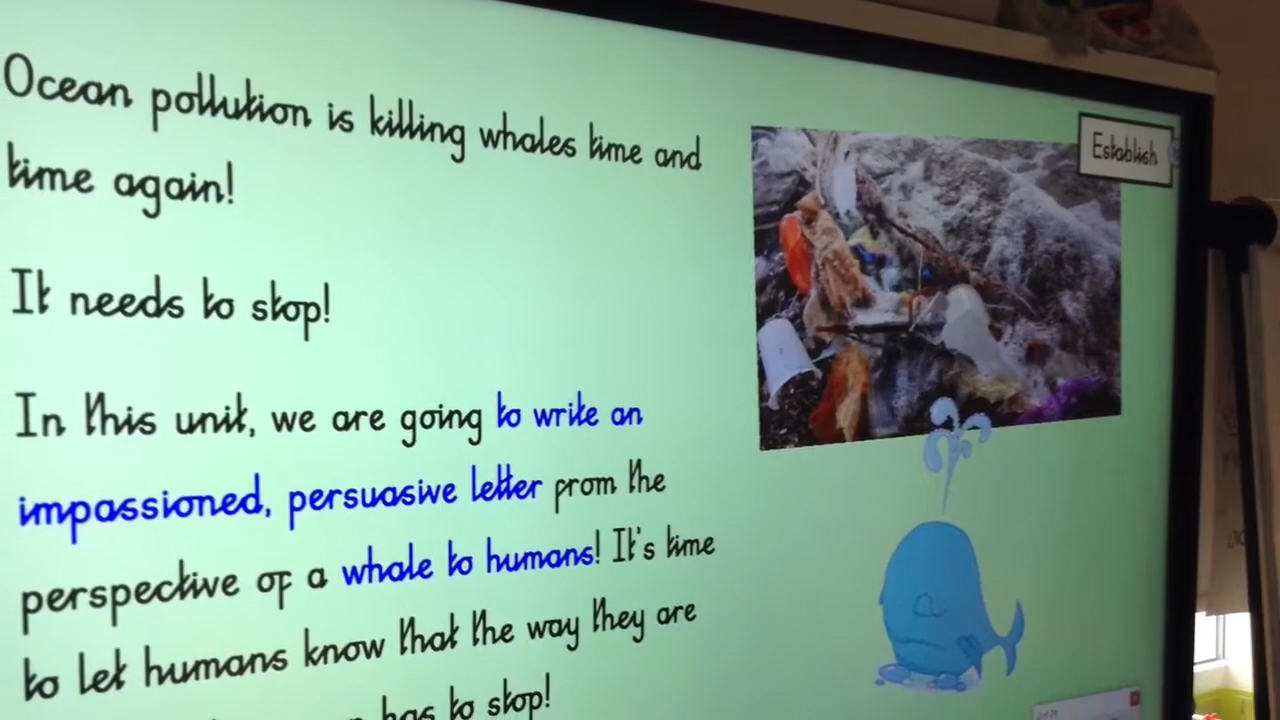 Ocean pollution is killing whales time and
time again!
It needs to stop!
In this unit, we are going to write an
impassioned, persuasive letter from the
perspective of a whale to humans! It's time
to let humans know that the way they are
has to stop!
Establish